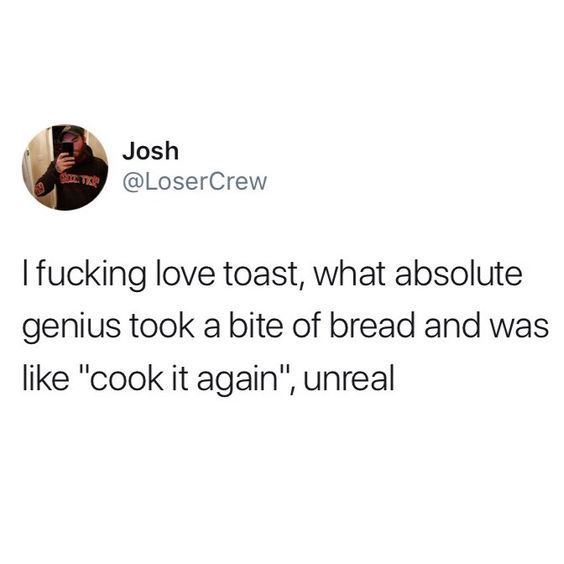 Josh
@LoserCrew
I fucking love toast, what absolute
genius took a bite of bread and was
like "cook it again", unreal